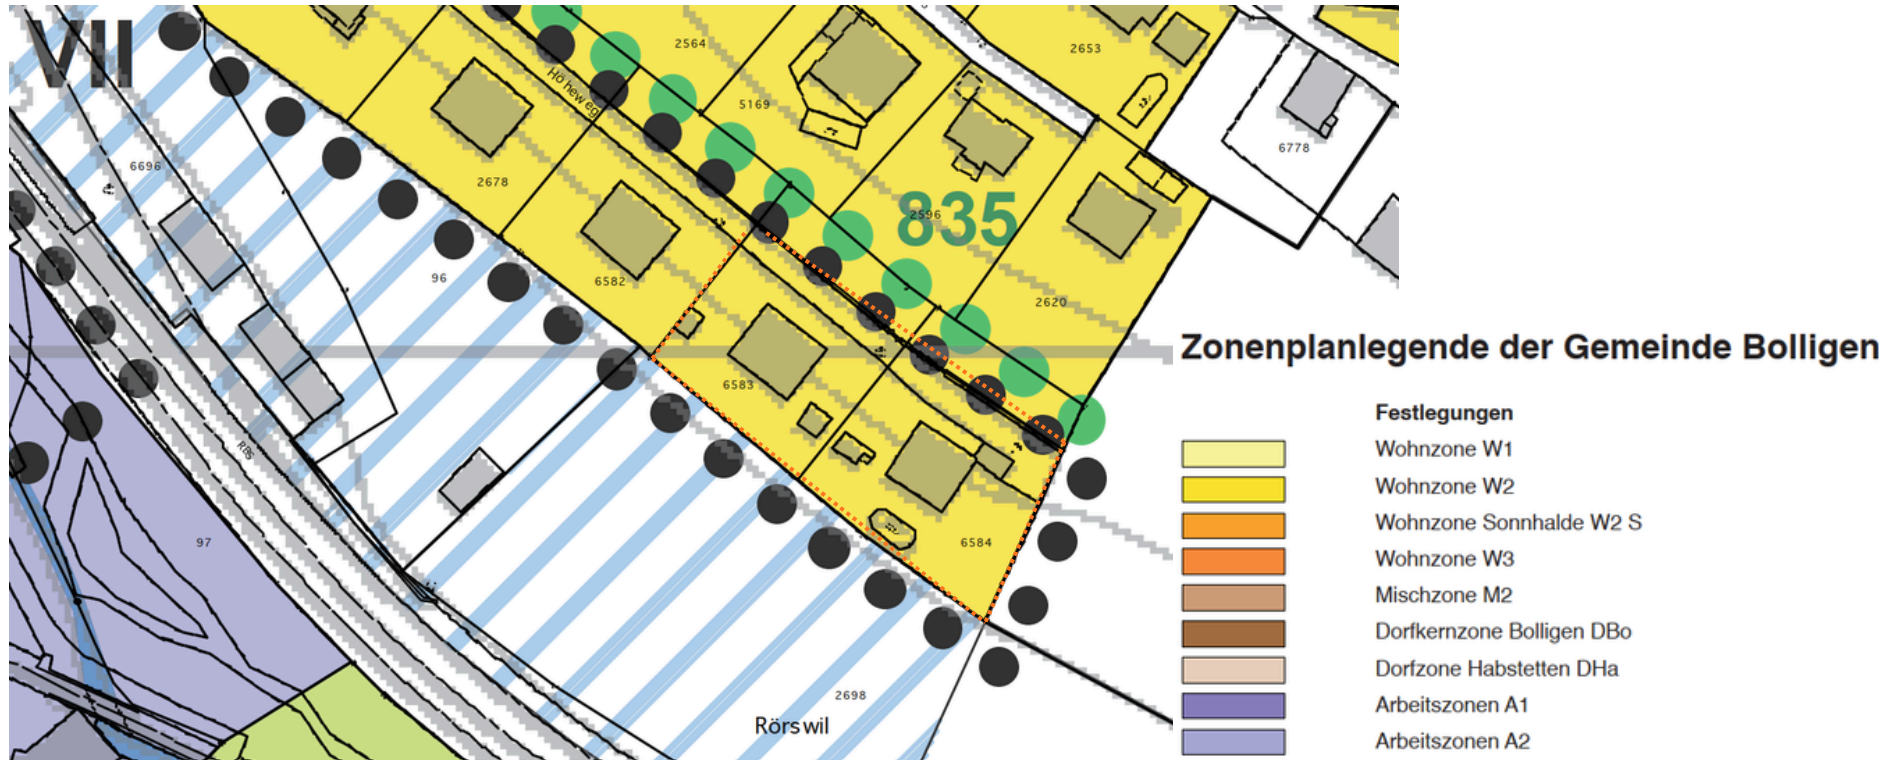 VII
2564
2653
Höheweg
5169
6778
6696
2678
835
2596
96
6582
2620
6583
RBS
97
6584
2698
Rörswil
Zonenplanlegende der Gemeinde Bolligen
Festlegungen
Wohnzone W1
Wohnzone W2
Wohnzone Sonnhalde W2 S
Wohnzone W3
Mischzone M2
Dorfkernzone Bolligen DBo
Dorfzone Habstetten DHa
Arbeitszonen A1
Arbeitszonen A2